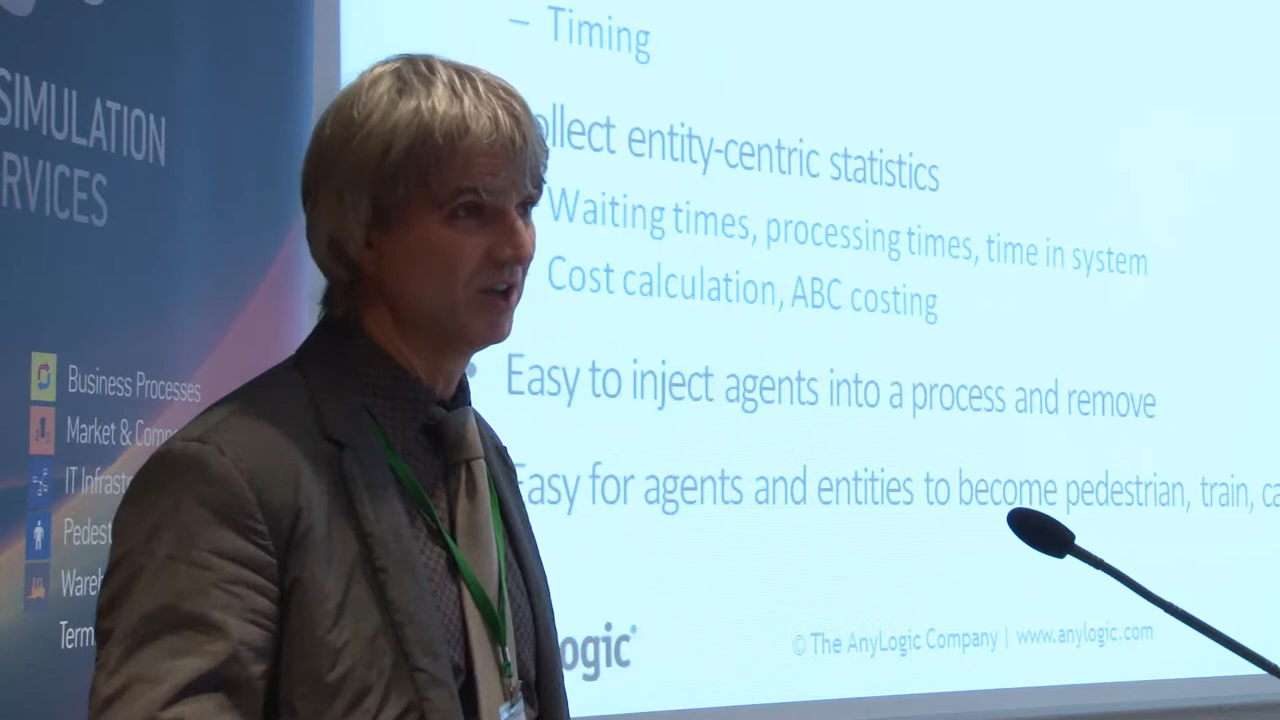 SIMULATION
RVICES
Business Processes
Market & Comp
IT Infrastr
Pedest
Wareh
Term
– Timing
ollect entity-centric statistics
Waiting times, processing times, time in system
Cost calculation, ABC costing
• Easy to inject agents into a process and remove
Easy for agents and entities to become pedestrian, train, ca
ogic®
© The AnyLogic Company | www.anylogic.com